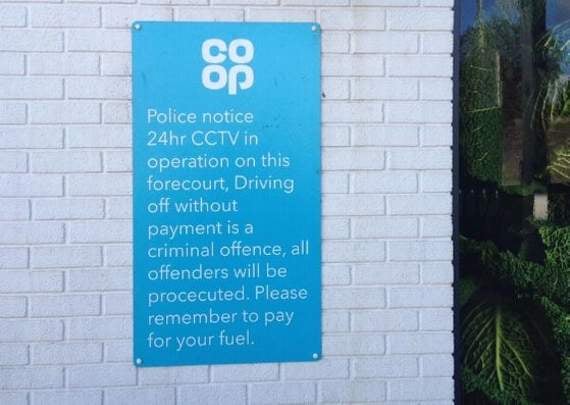 co
op
Police notice
24hr CCTV in
operation on this
forecourt, Driving
off without
payment is a
criminal offence, all
offenders will be
procecuted. Please
remember to pay
for your fuel.